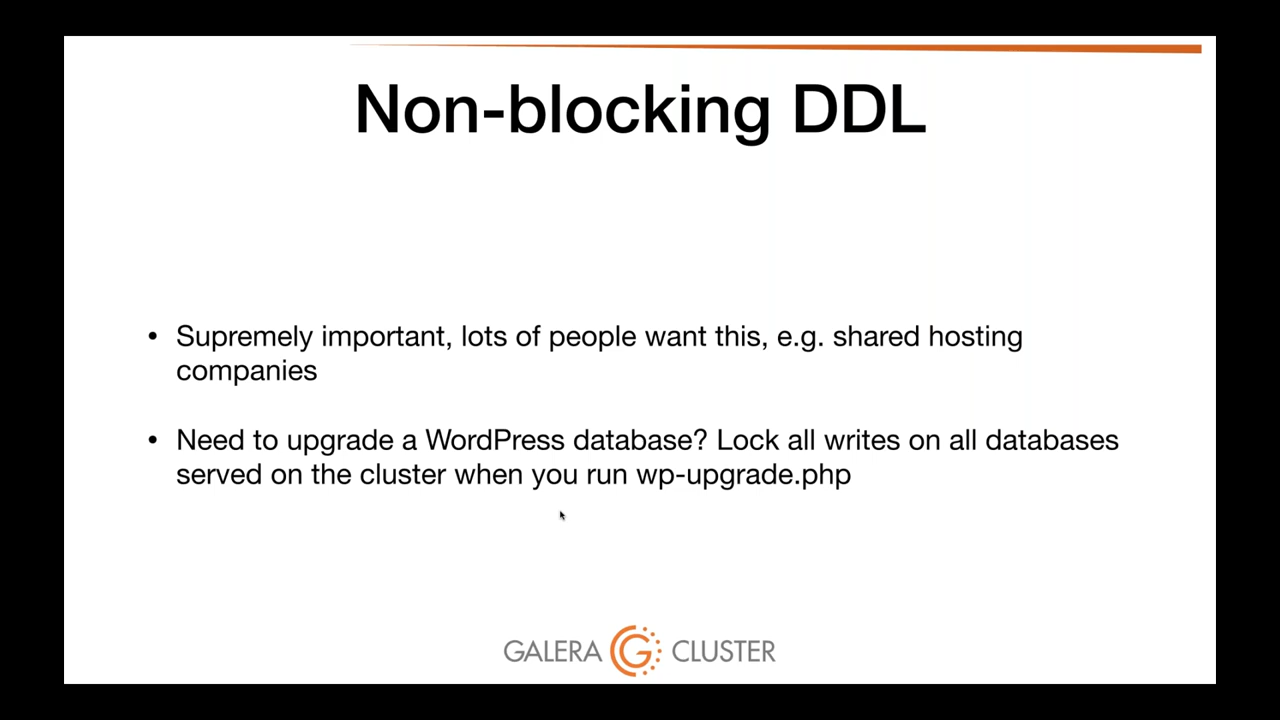 Non-blocking DDL
• Supremely important, lots of people want this, e.g. shared hosting
companies
• Need to upgrade a WordPress database? Lock all writes on all databases
served on the cluster when you run wp-upgrade.php
GALERA CLUSTER